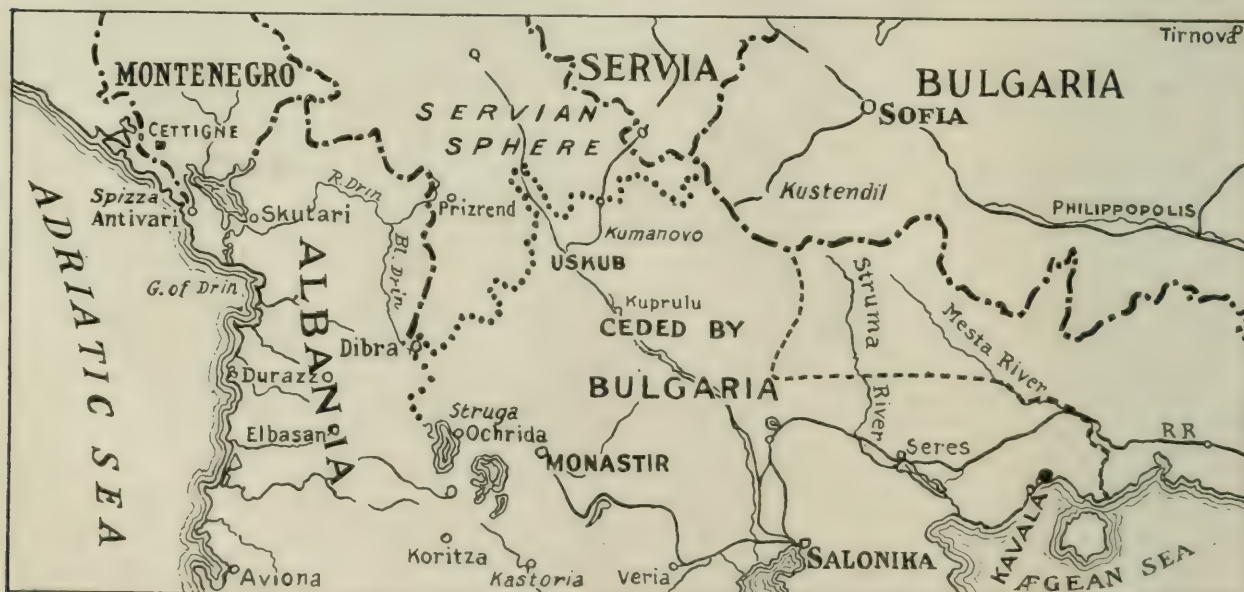 Tirnova
MONTENEGRO
SERVIA
BULGARIA
SERVIAN
SPHERE
SOFIA
CETTIGNE
ADRIATIC SEA
Spizza
Antivari
Skutari
R. Drin
Prizrend
Kustendil
PHILIPPOPOLIS
Kumanovo
USKUB
G. of Drin
ALBANIA
Bl. Drin
Kuprulu
CEDED BY
Struma
River
Mesta River
Dibra
Durazzo
BULGARIA
Struga
Ochrida
Elbasan
MONASTIR
Seres
RR
KAVALA
Koritza
Kastoria
Veria
SALONIKA
Aviona
ÆGEAN SEA